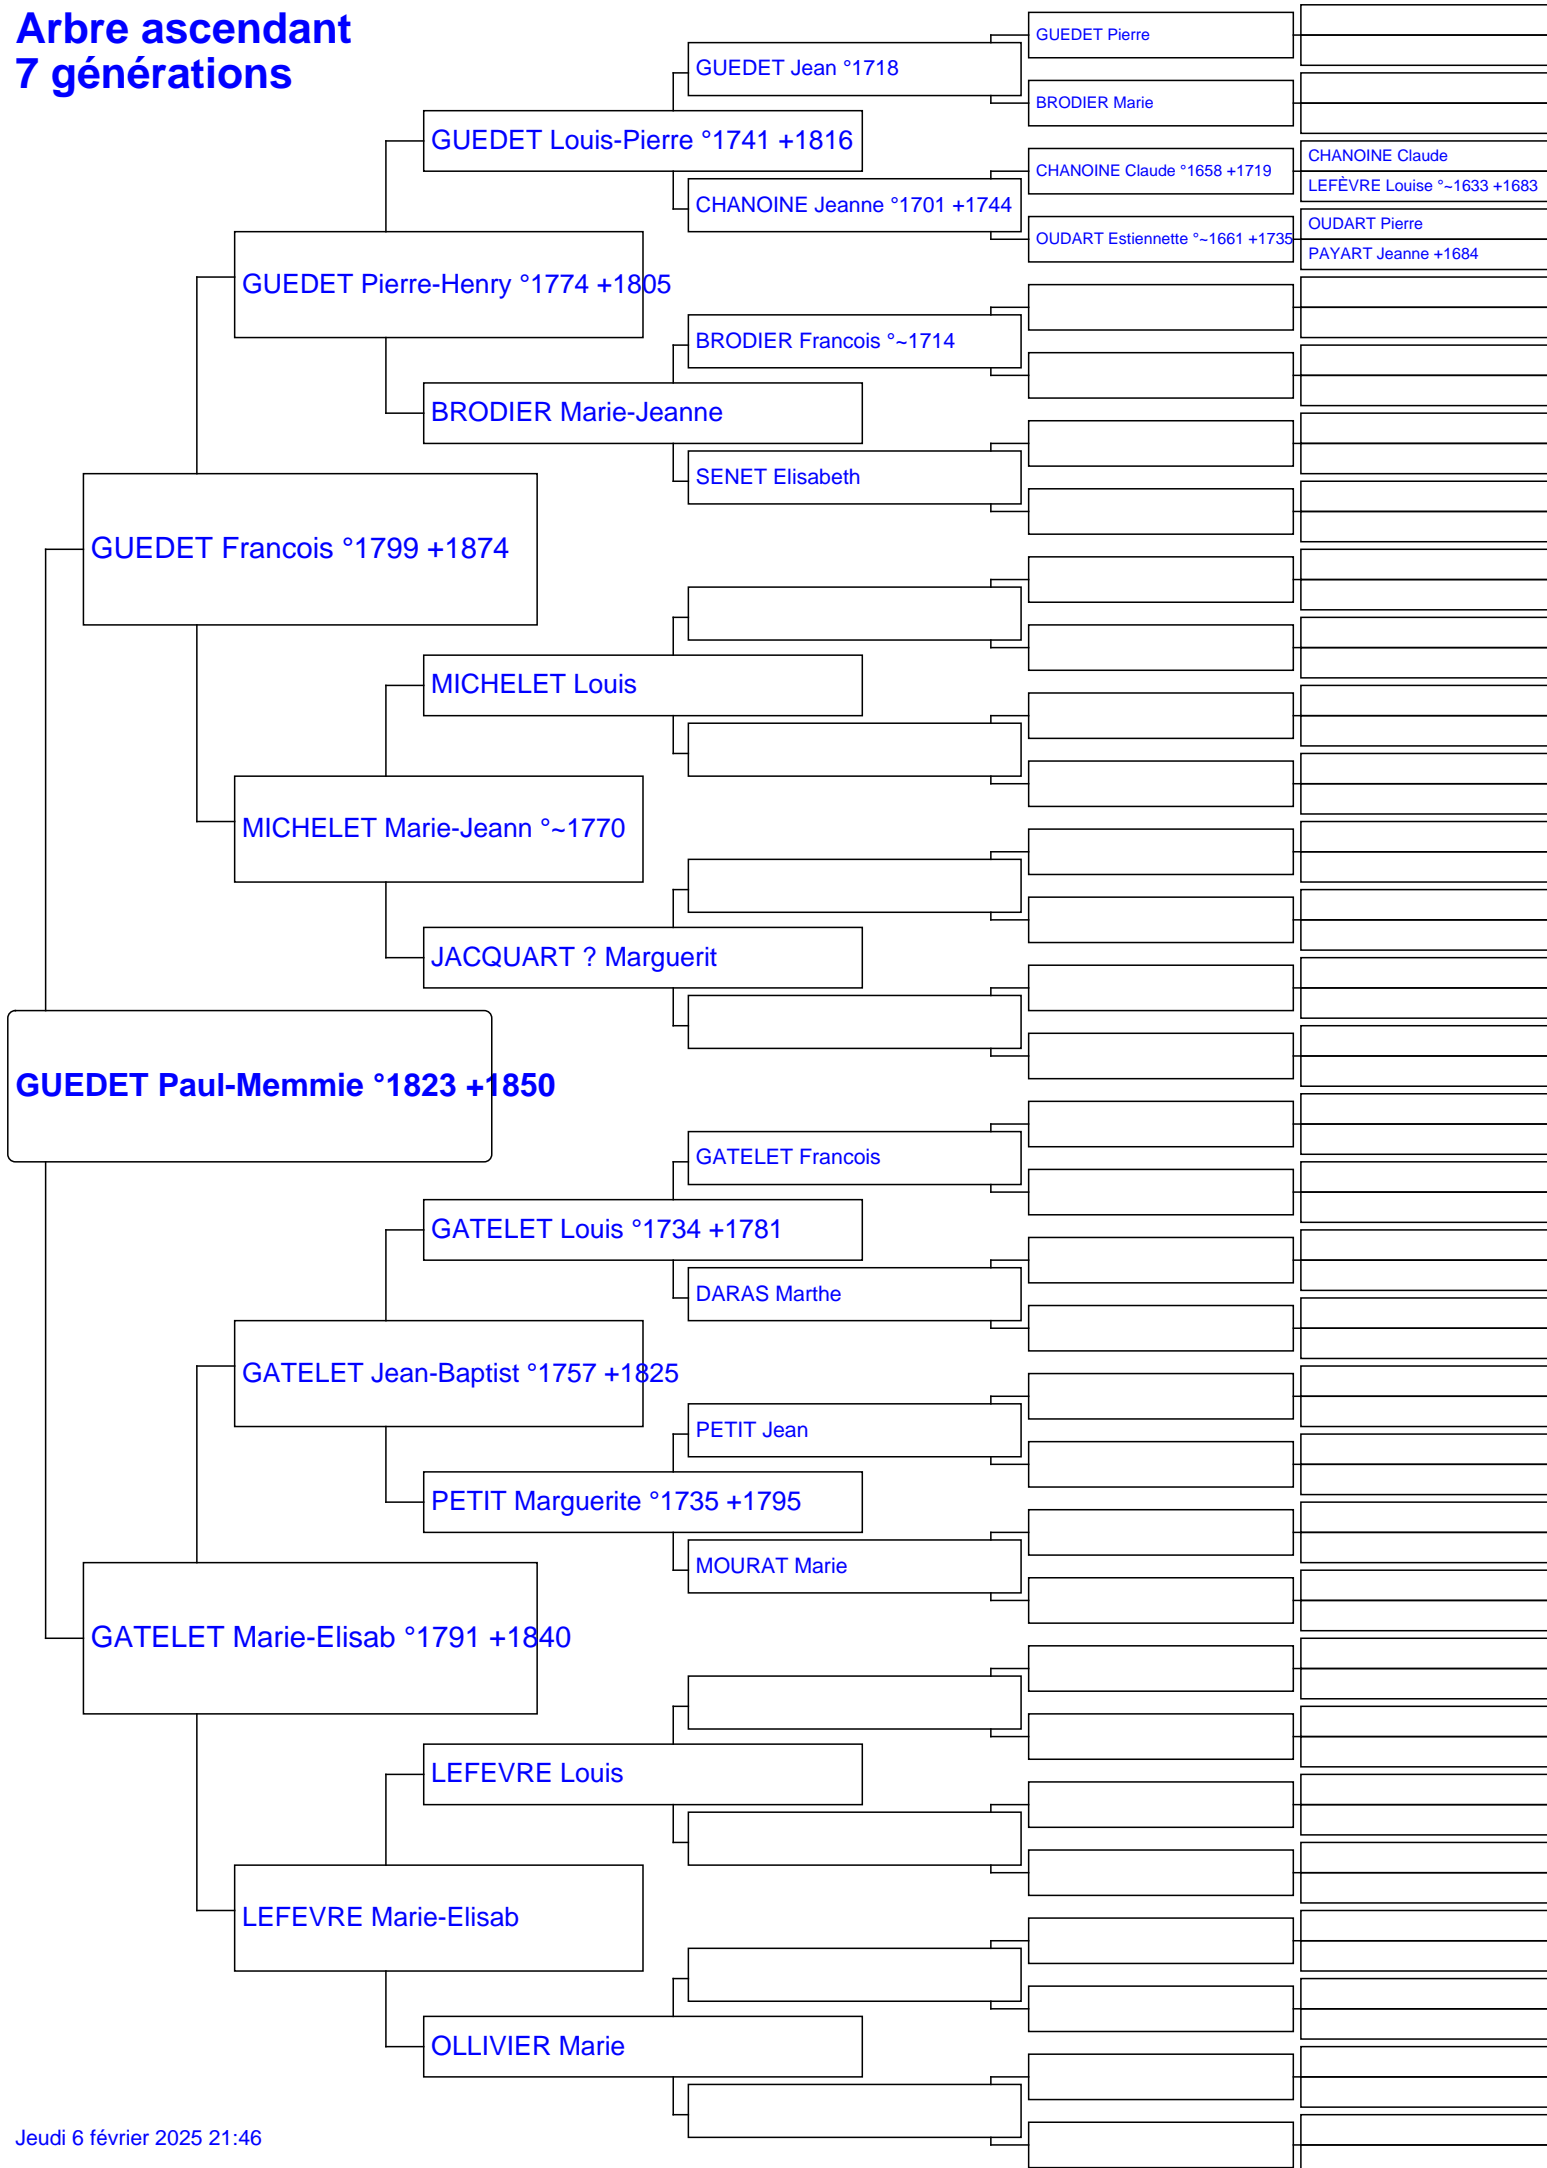 Arbre ascendant
7 générations
GUEDET Pierre
GUEDET Jean °1718
BRODIER Marie
GUEDET Louis-Pierre °1741 +1816
CHANOINE Claude
CHANOINE Claude °1658 +1719
LEFÈVRE Louise °~1633 +1683
CHANOINE Jeanne °1701 +1744
OUDART Pierre
OUDART Estiennette °~1661 +1735
PAYART Jeanne +1684
GUEDET Pierre-Henry °1774 +1805
BRODIER Francois °~1714
BRODIER Marie-Jeanne
SENET Elisabeth
GUEDET Francois °1799 +1874
MICHELET Louis
MICHELET Marie-Jeann °~1770
JACQUART ? Marguerit
GUEDET Paul-Memmie °1823 +1850
GATELET Francois
GATELET Louis °1734 +1781
DARAS Marthe
GATELET Jean-Baptist °1757 +1825
PETIT Jean
PETIT Marguerite °1735 +1795
MOURAT Marie
GATELET Marie-Elisab °1791 +1840
LEFEVRE Louis
LEFEVRE Marie-Elisab
OLLIVIER Marie
Jeudi 6 février 2025 21:46